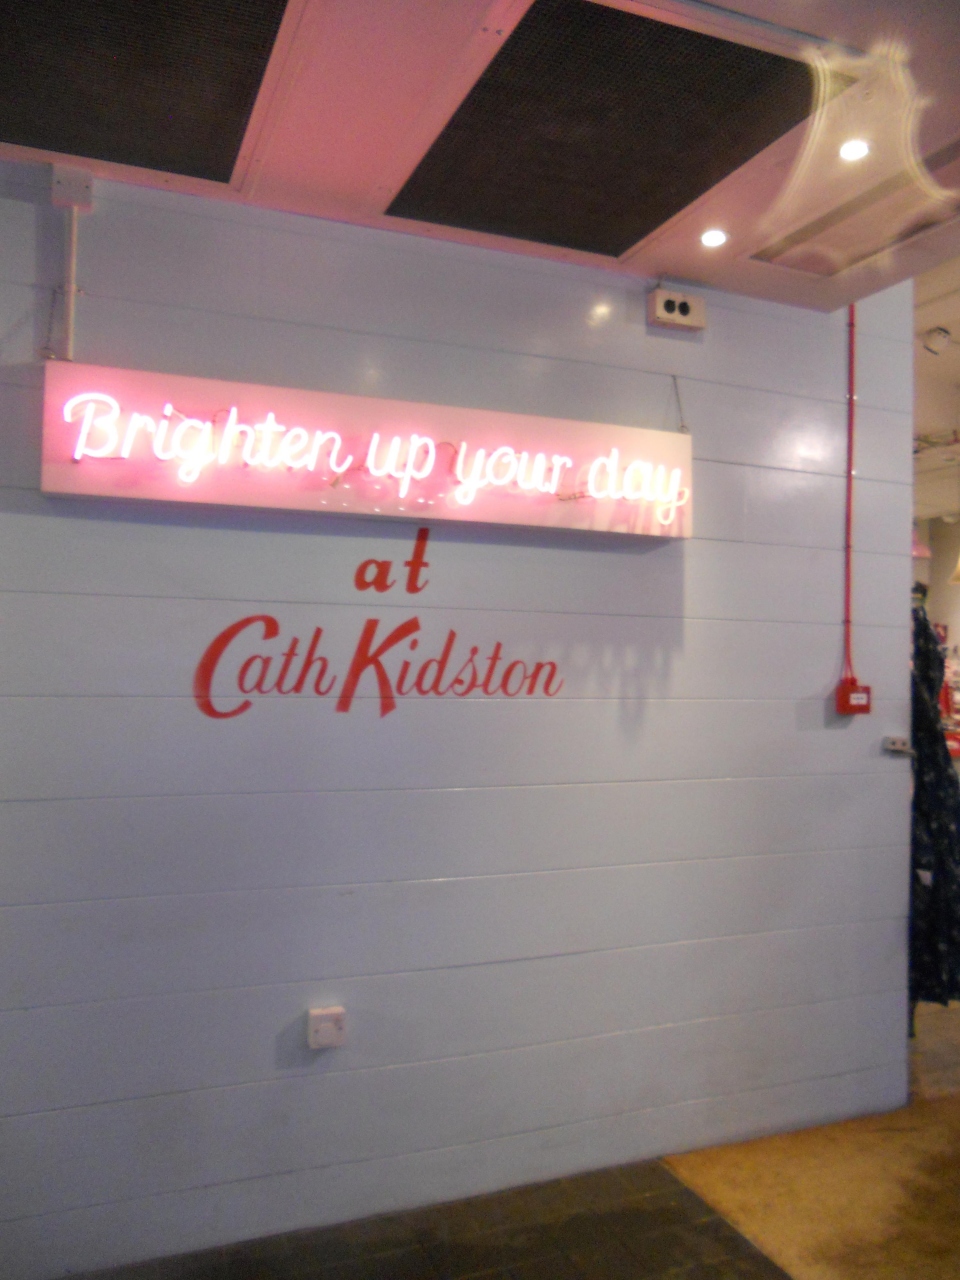 Brighten up your day
at
Cath Kidston